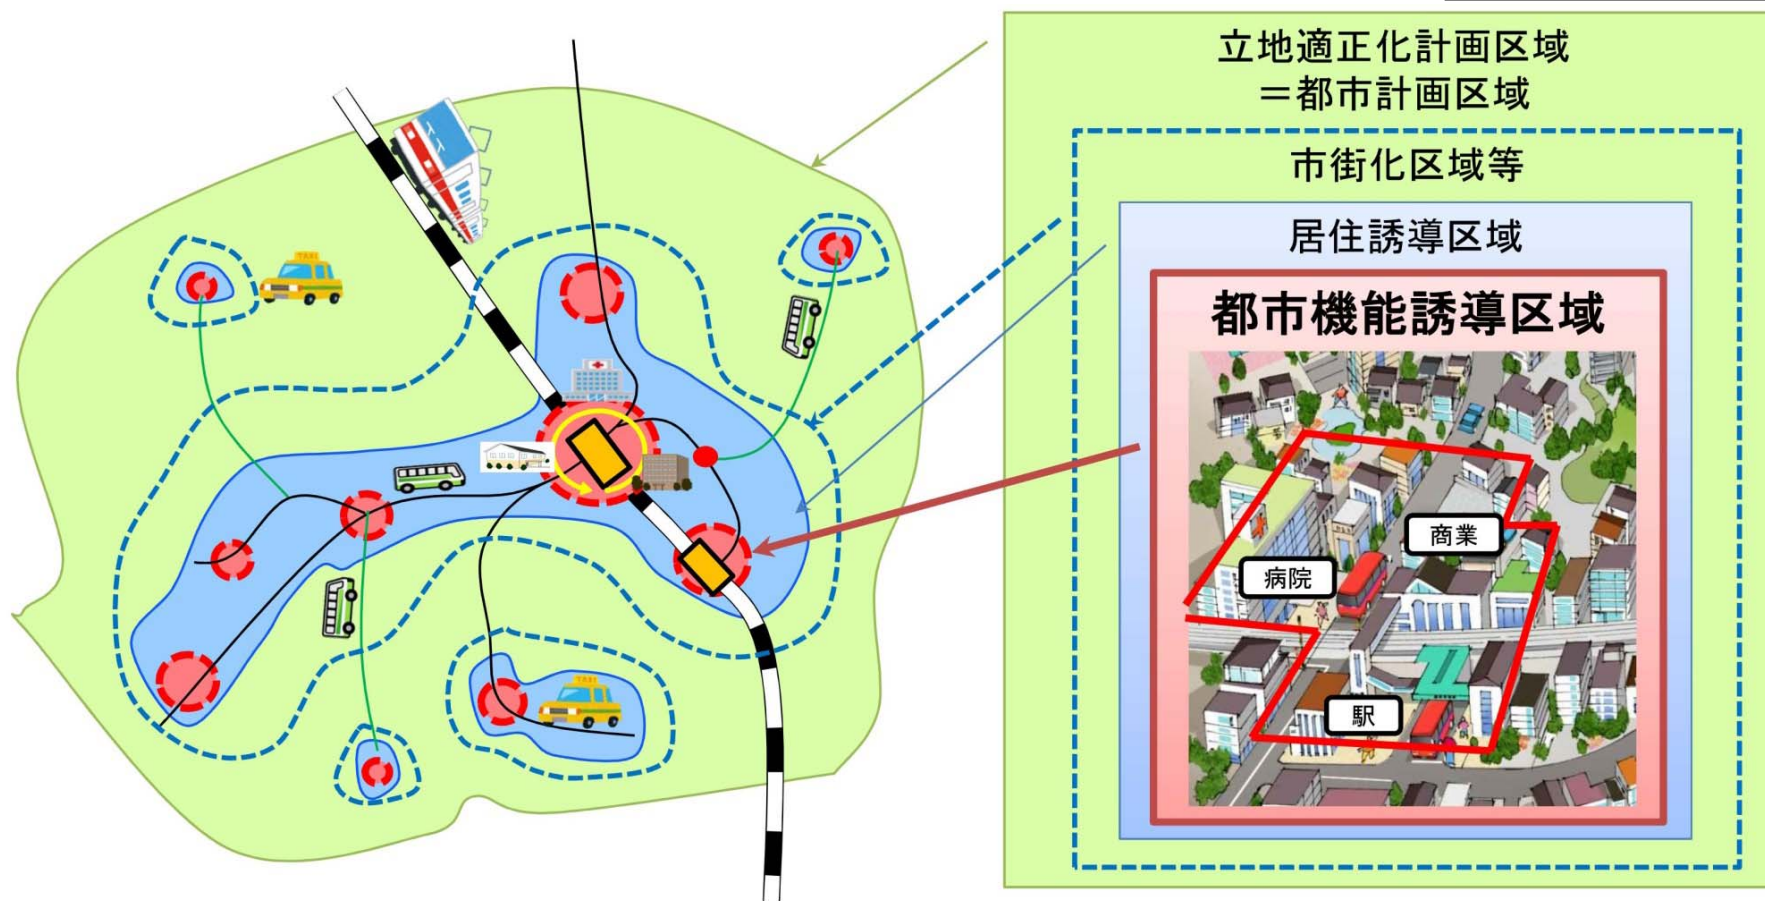 立地適正化計画区域
=都市計画区域
市街化区域等
居住誘導区域
都市機能誘導区域
商業
病院
駅
TAXI
TAXI